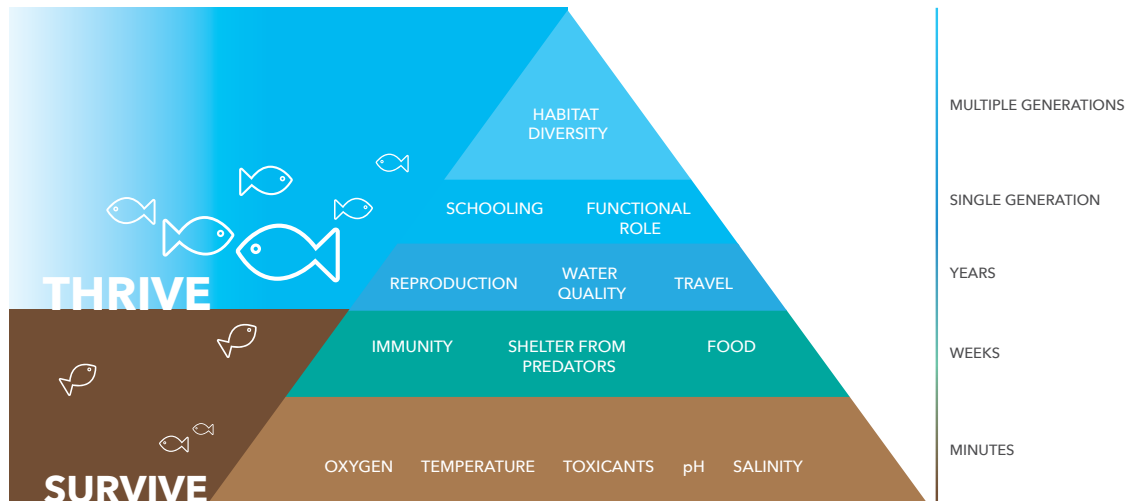 HABITAT
DIVERSITY
MULTIPLE GENERATIONS
SCHOOLING
FUNCTIONAL
ROLE
SINGLE GENERATION
THRIVE
REPRODUCTION
WATER
QUALITY
TRAVEL
YEARS
IMMUNITY
SHELTER FROM
PREDATORS
FOOD
WEEKS
SURVIVE
OXYGEN TEMPERATURE TOXICANTS pH SALINITY
MINUTES